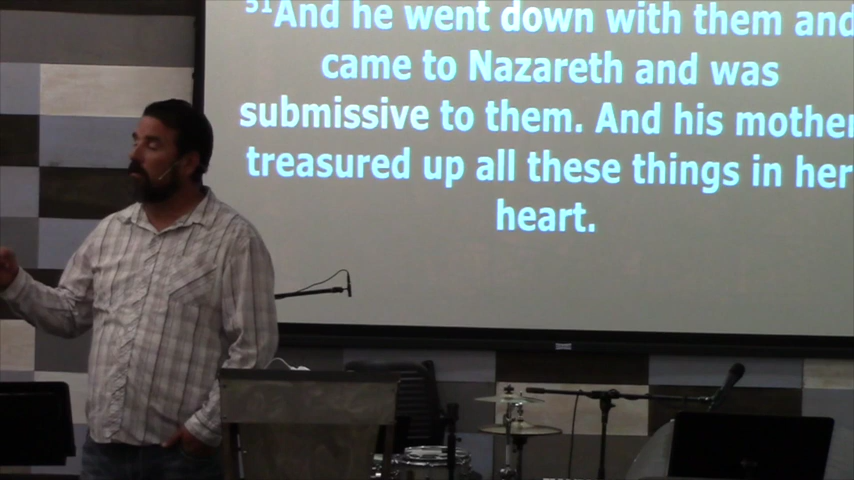 51And he went down with them and
came to Nazareth and was
submissive to them. And his mother
treasured up all these things in her
heart.